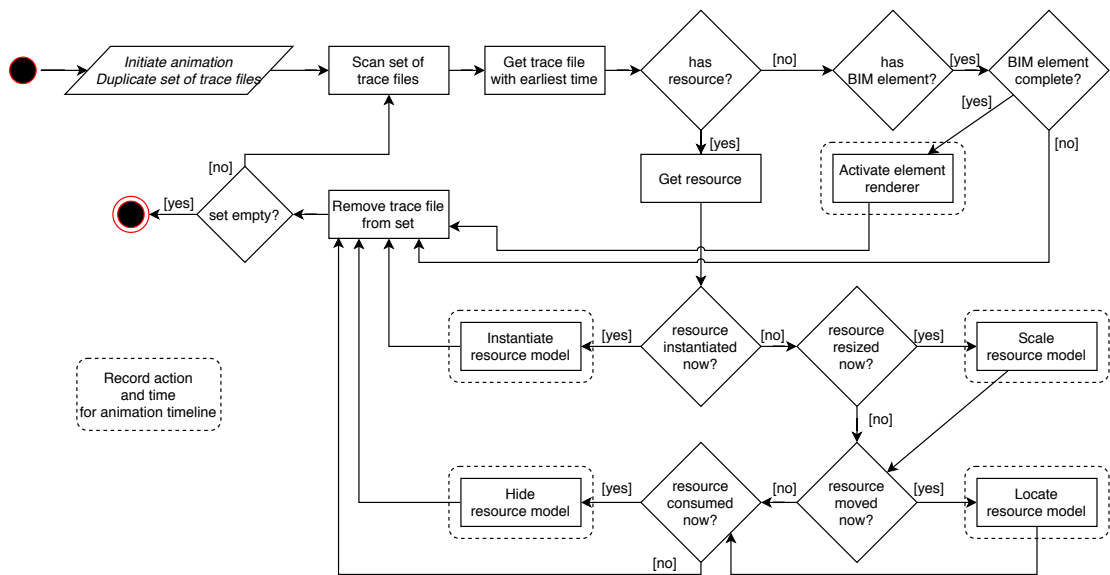 Initiate animation
Duplicate set of trace files
Scan set of
trace files
Get trace file
with earliest time
has
resource?
[no]
has
BIM element?
[yes]
BIM element
complete?
[yes]
[no]
[yes]
Get resource
Activate element
renderer
[no]
set empty?
[yes]
Remove trace file
from set
Instantiate
resource model
[yes]
resource
instantiated
now?
[no]
resource
resized
now?
[yes]
Scale
resource model
[no]
Record action
and time
for animation timeline
Hide
resource model
[yes]
resource
consumed
now?
[no]
resource
moved
now?
[yes]
Locate
resource model
[no]